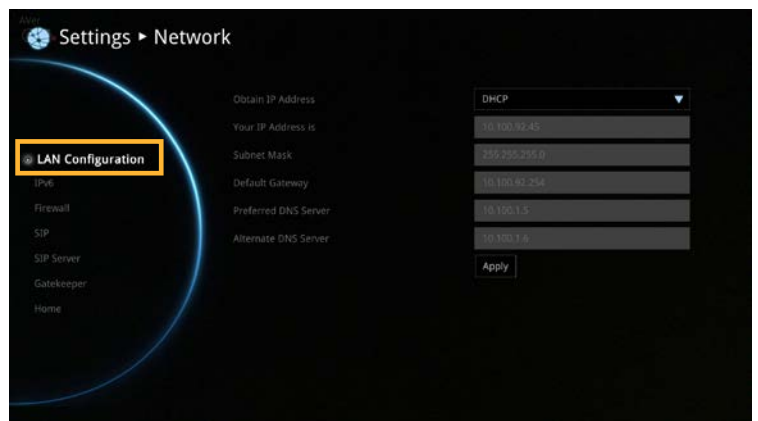 AVer
Settings ▸ Network
Obtain IP Address DHCP
Your IP Address is 10.100.92.45
LAN Configuration
Subnet Mask 255.255.255.0
IPv6
Default Gateway 10.100.92.254
Firewall
Preferred DNS Server 10.100.1.5
SIP
Alternate DNS Server 10.100.1.6
SIP Server
Apply
Gatekeeper
Home